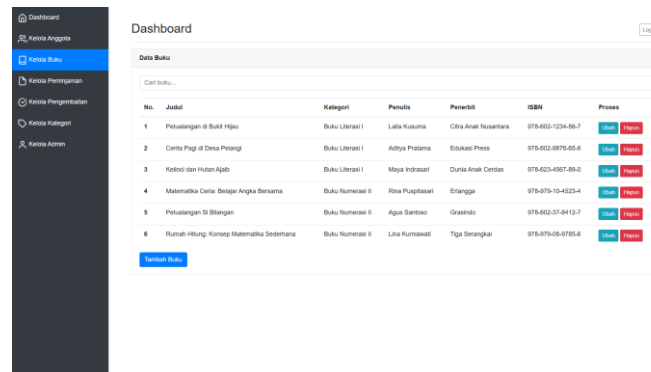 Dashboard
Kelola Anggota
Kelola Buku
Kelola Peminjaman
Kelola Pengembalian
Kelola Kategori
Kelola Admin
Dashboard
Log
Data Buku
Cari buku...
No. Judul Kategori Penulis Penerbit ISBN Proses
1 Petualangan di Bukit Hijau Buku Literasi I Laila Kusuma Citra Anak Nusantara 978-602-1234-56-7 Ubah Hapus
2 Cerita Pagi di Desa Pelangi Buku Literasi I Aditya Pratama Edukasi Press 978-602-9876-65-8 Ubah Hapus
3 Kelinci dan Hutan Ajaib Buku Literasi I Maya Indrasari Dunia Anak Cerdas 978-623-4567-89-0 Ubah Hapus
4 Matematika Ceria: Belajar Angka Bersama Buku Numerasi II Rina Puspitasari Erlangga 978-979-10-4523-4 Ubah Hapus
5 Petualangan Si Bilangan Buku Numerasi II Agus Santoso Grasindo 978-602-37-8412-7 Ubah Hapus
6 Rumah Hitung: Konsep Matematika Sederhana Buku Numerasi II Lina Kurniawati Tiga Serangkai 978-979-08-9785-6 Ubah Hapus
Tambah Buku